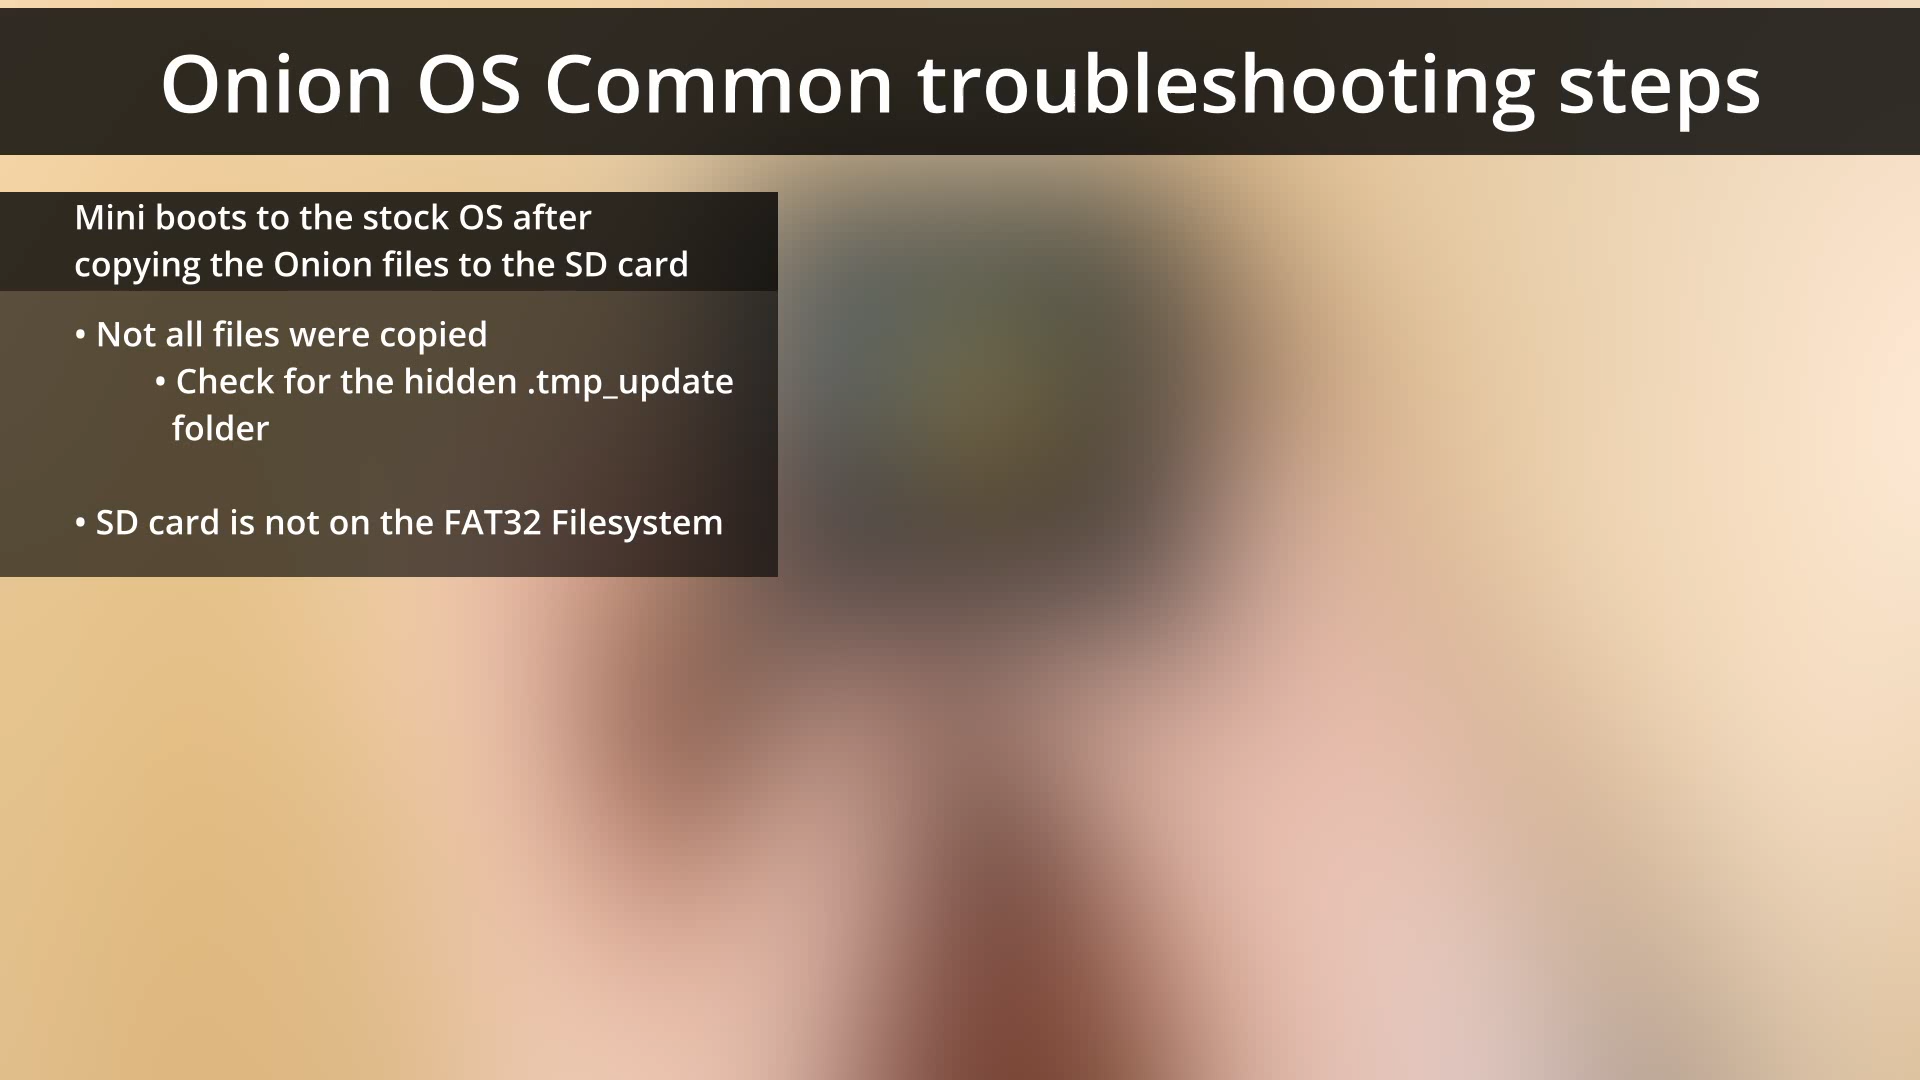 Onion OS Common troubleshooting steps
Mini boots to the stock OS after
copying the Onion files to the SD card
• Not all files were copied
• Check for the hidden .tmp_update
folder
• SD card is not on the FAT32 Filesystem